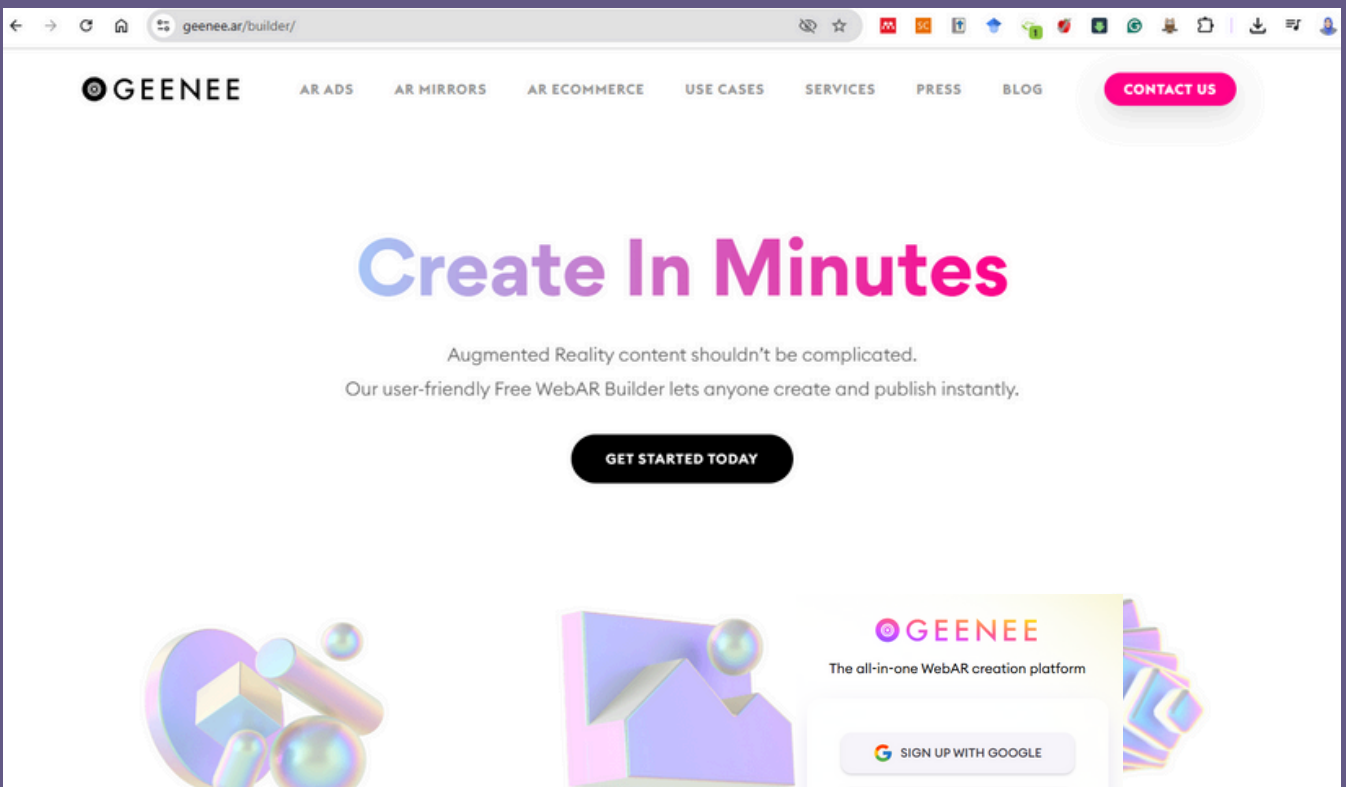 geenee.ar/builder/
GEENEE
AR ADS
AR MIRRORS
AR ECOMMERCE
USE CASES
SERVICES
PRESS
BLOG
CONTACT US
Create In Minutes
Augmented Reality content shouldn't be complicated.
Our user-friendly Free WebAR Builder lets anyone create and publish instantly.
GET STARTED TODAY
GEENEE
The all-in-one WebAR creation platform
SIGN UP WITH GOOGLE